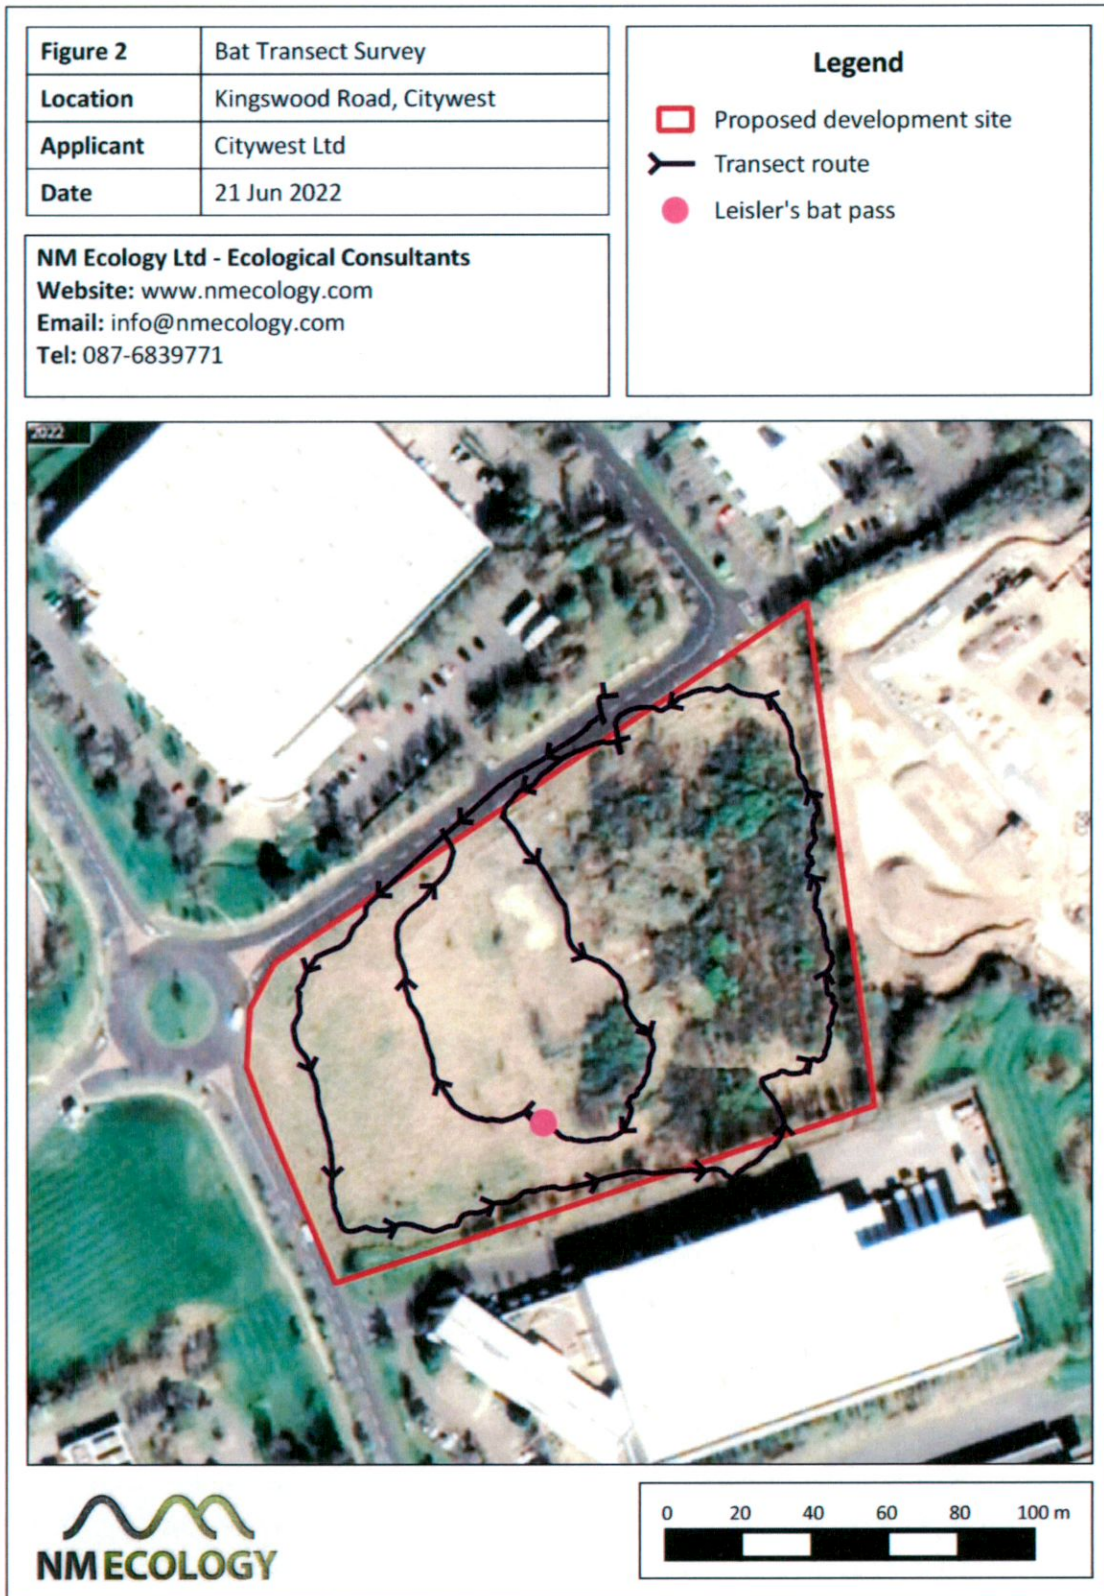 Figure 2 Bat Transect Survey
Location Kingswood Road, Citywest
Applicant Citywest Ltd
Date 21 Jun 2022
NM Ecology Ltd - Ecological Consultants
Website: www.nmecology.com
Email: info@nmecology.com
Tel: 087-6839771
Legend
Proposed development site
Transect route
Leisler's bat pass
2022
NM ECOLOGY
0 20 40 60 80 100 m